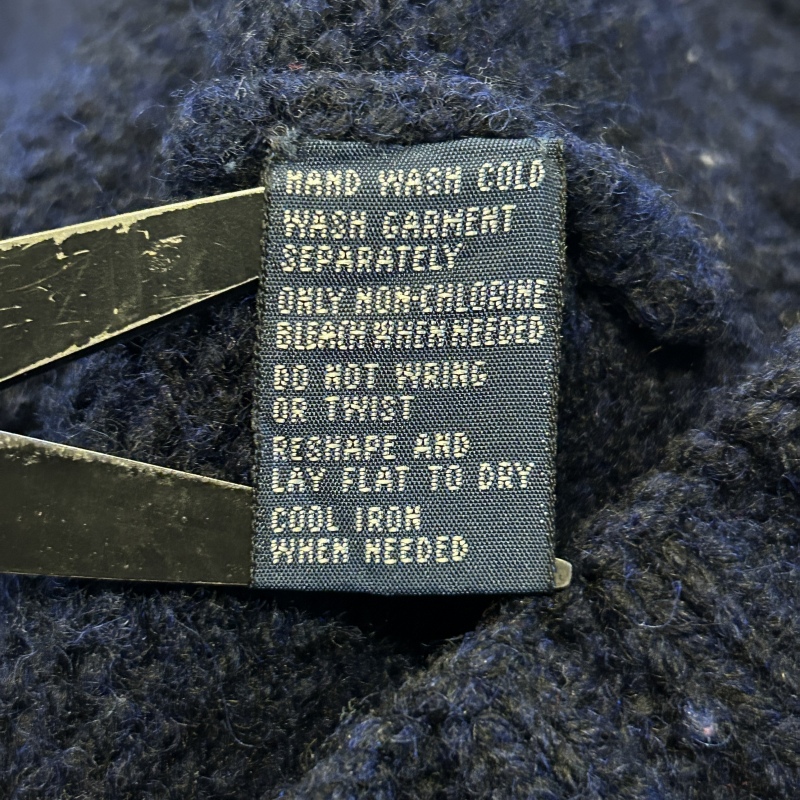 HAND WASH COLD
WASH GARMENT
SEPARATELY
ONLY NON-CHLORINE
BLEACH WHEN NEEDED
DO NOT WRING
OR TWIST
RESHAPE AND
LAY FLAT TO DRY
COOL IRON
WHEN NEEDED